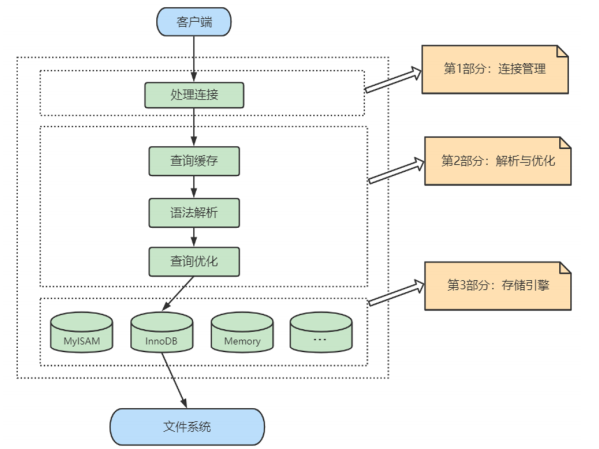 客户端
处理连接
第1部分：连接管理
查询缓存
第2部分：解析与优化
语法解析
查询优化
第3部分：存储引擎
MyISAM
InnoDB
Memory
...
文件系统